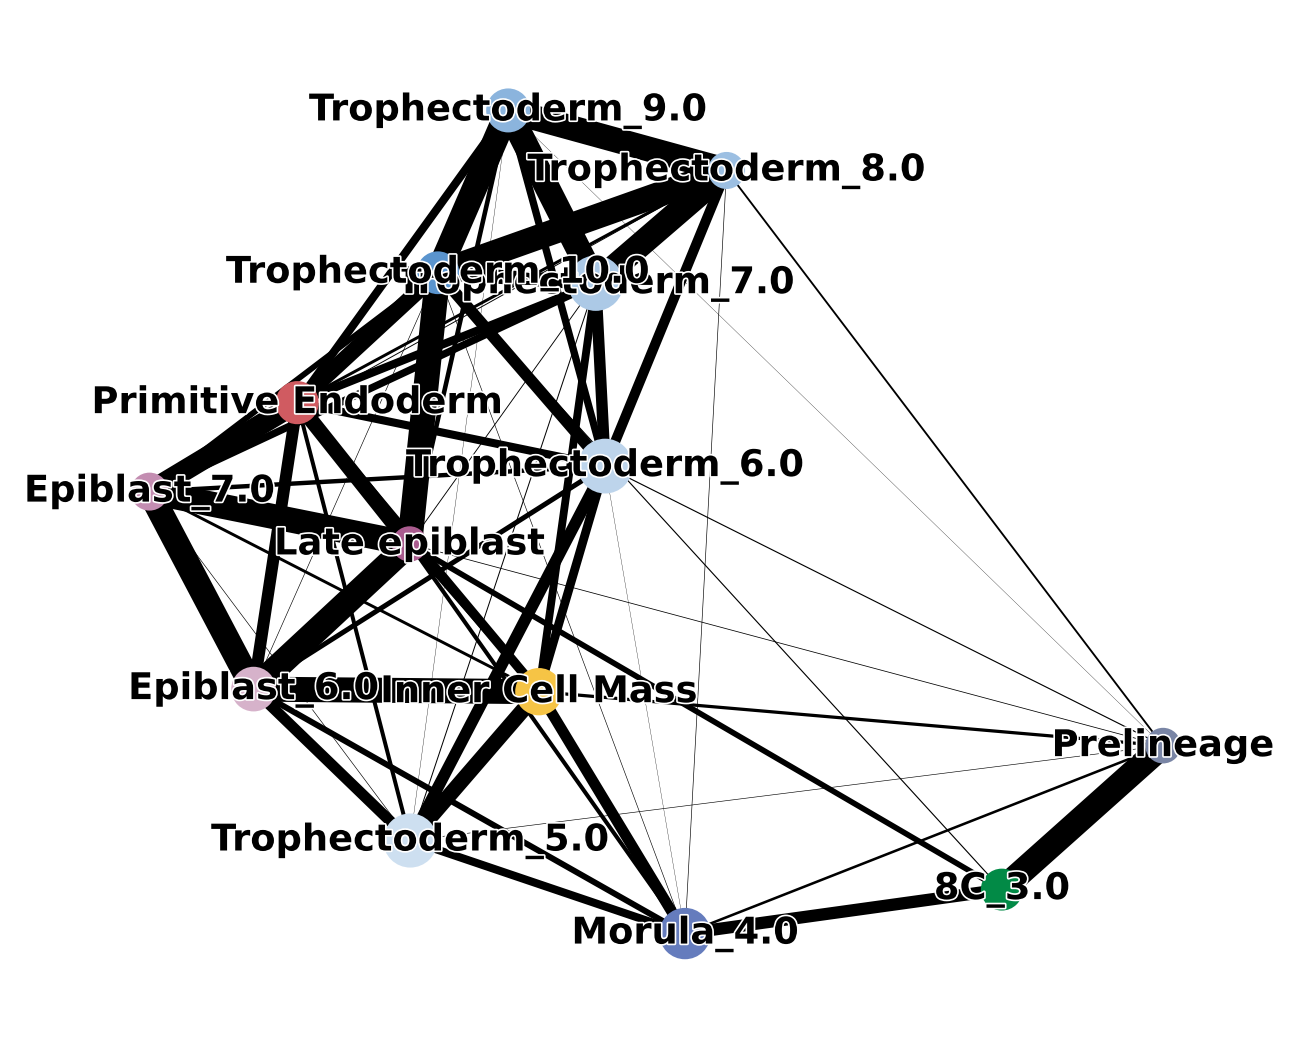 Trophectoderm_9.0
Trophectoderm_8.0
Trophectoderm_10.0
Trophectoderm_7.0
Primitive Endoderm
Trophectoderm_6.0
Epiblast_7.0
Late epiblast
Epiblast_6.0
Inner Cell Mass
Prelineage
Trophectoderm_5.0
8C_3.0
Morula_4.0